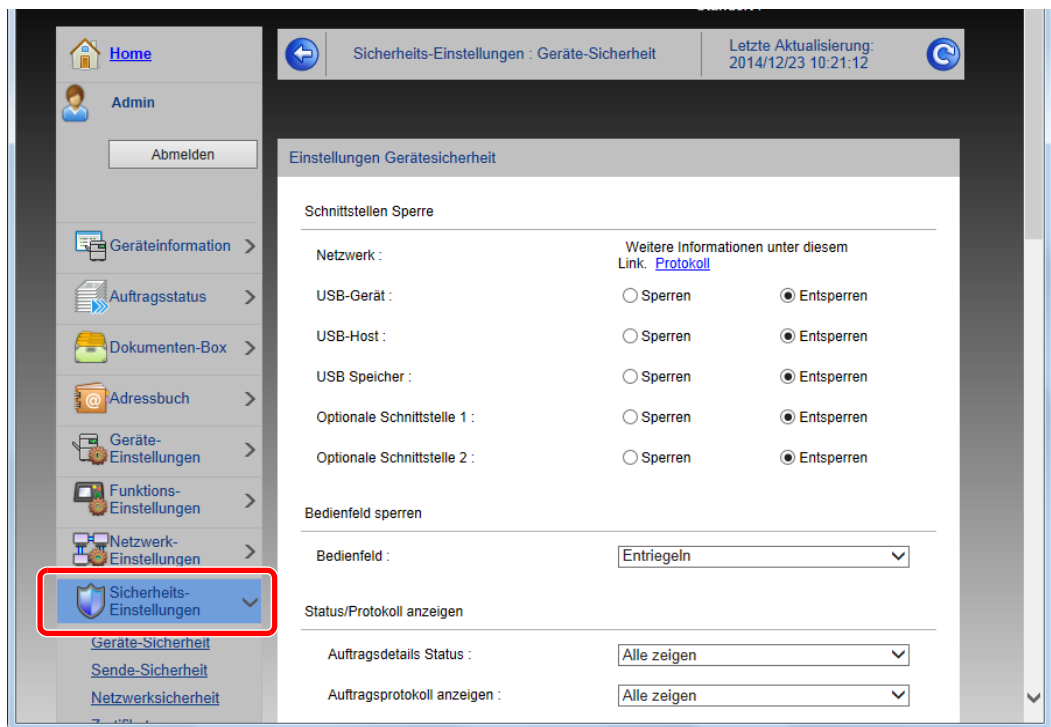 Home
Admin
Abmelden
Geräteinformation
Auftragsstatus
Dokumenten-Box
Adressbuch
Geräte-
Einstellungen
Funktions-
Einstellungen
Netzwerk-
Einstellungen
Sicherheits-
Einstellungen
Geräte-Sicherheit
Sende-Sicherheit
Netzwerksicherheit
Sicherheits-Einstellungen : Geräte-Sicherheit
Letzte Aktualisierung:
2014/12/23 10:21:12
Einstellungen Gerätesicherheit
Schnittstellen Sperre
Netzwerk :
Weitere Informationen unter diesem
Link. Protokoll
USB-Gerät : Sperren Entsperren
USB-Host : Sperren Entsperren
USB Speicher : Sperren Entsperren
Optionale Schnittstelle 1 : Sperren Entsperren
Optionale Schnittstelle 2 : Sperren Entsperren
Bedienfeld sperren
Bedienfeld : Entriegeln
Status/Protokoll anzeigen
Auftragsdetails Status : Alle zeigen
Auftragsprotokoll anzeigen : Alle zeigen